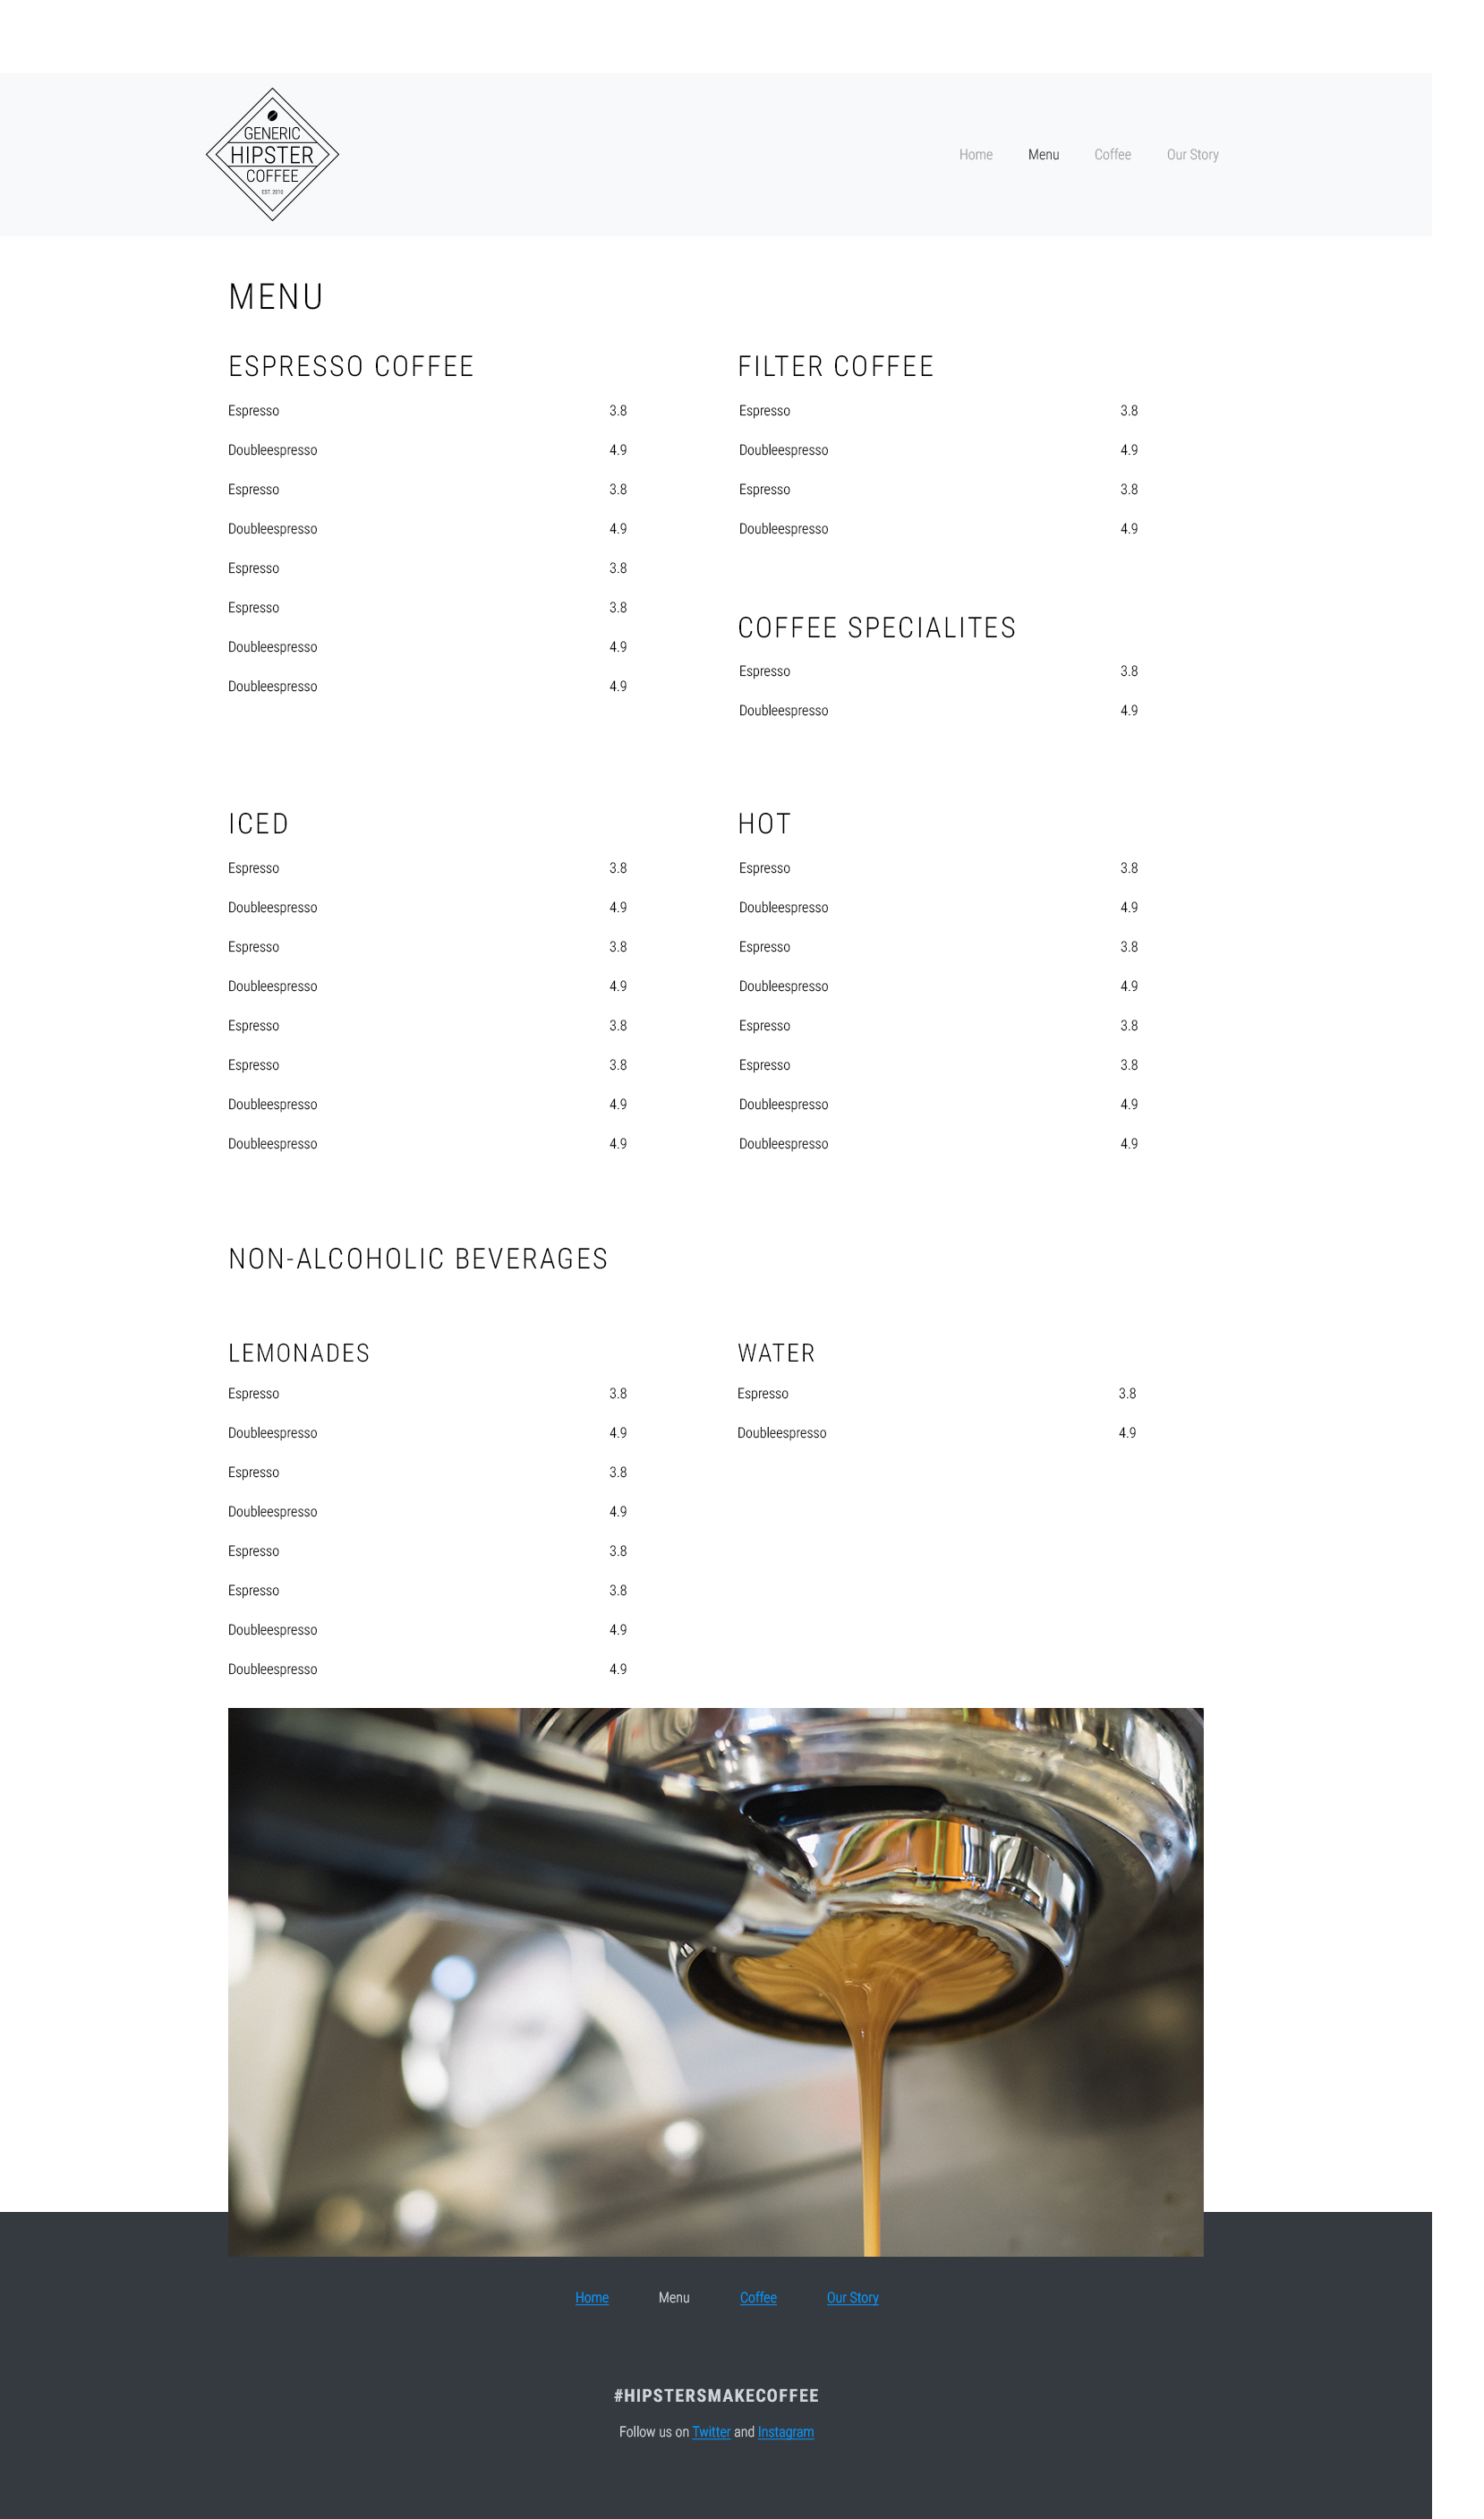 GENERIC
HIPSTER
COFFEE
EST. 2010
Home Menu Coffee Our Story
MENU
ESPRESSO COFFEE
Espresso 3.8
Doubleespresso 4.9
Espresso 3.8
Doubleespresso 4.9
Espresso 3.8
Espresso 3.8
Doubleespresso 4.9
Doubleespresso 4.9
FILTER COFFEE
Espresso 3.8
Doubleespresso 4.9
Espresso 3.8
Doubleespresso 4.9
COFFEE SPECIALITES
Espresso 3.8
Doubleespresso 4.9
ICED
Espresso 3.8
Doubleespresso 4.9
Espresso 3.8
Doubleespresso 4.9
Espresso 3.8
Espresso 3.8
Doubleespresso 4.9
Doubleespresso 4.9
HOT
Espresso 3.8
Doubleespresso 4.9
Espresso 3.8
Doubleespresso 4.9
Espresso 3.8
Espresso 3.8
Doubleespresso 4.9
Doubleespresso 4.9
NON-ALCOHOLIC BEVERAGES
LEMONADES
Espresso 3.8
Doubleespresso 4.9
Espresso 3.8
Doubleespresso 4.9
Espresso 3.8
Espresso 3.8
Doubleespresso 4.9
Doubleespresso 4.9
WATER
Espresso 3.8
Doubleespresso 4.9
Home Menu Coffee Our Story
#HIPSTERSMAKECOFFEE
Follow us on Twitter and Instagram